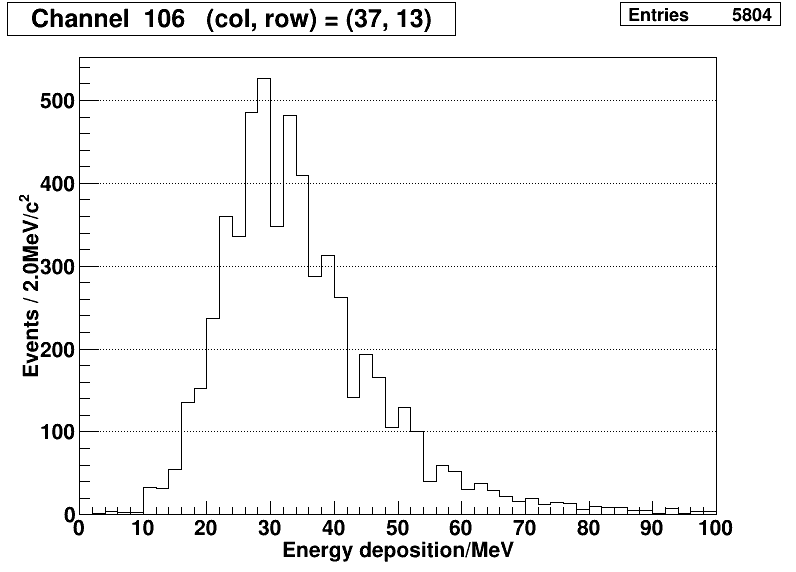 Channel 106 (col, row) = (37, 13)
Entries 5804
Events / 2.0MeV/c²
500
400
300
200
100
0
0 10 20 30 40 50 60 70 80 90 100
Energy deposition/MeV